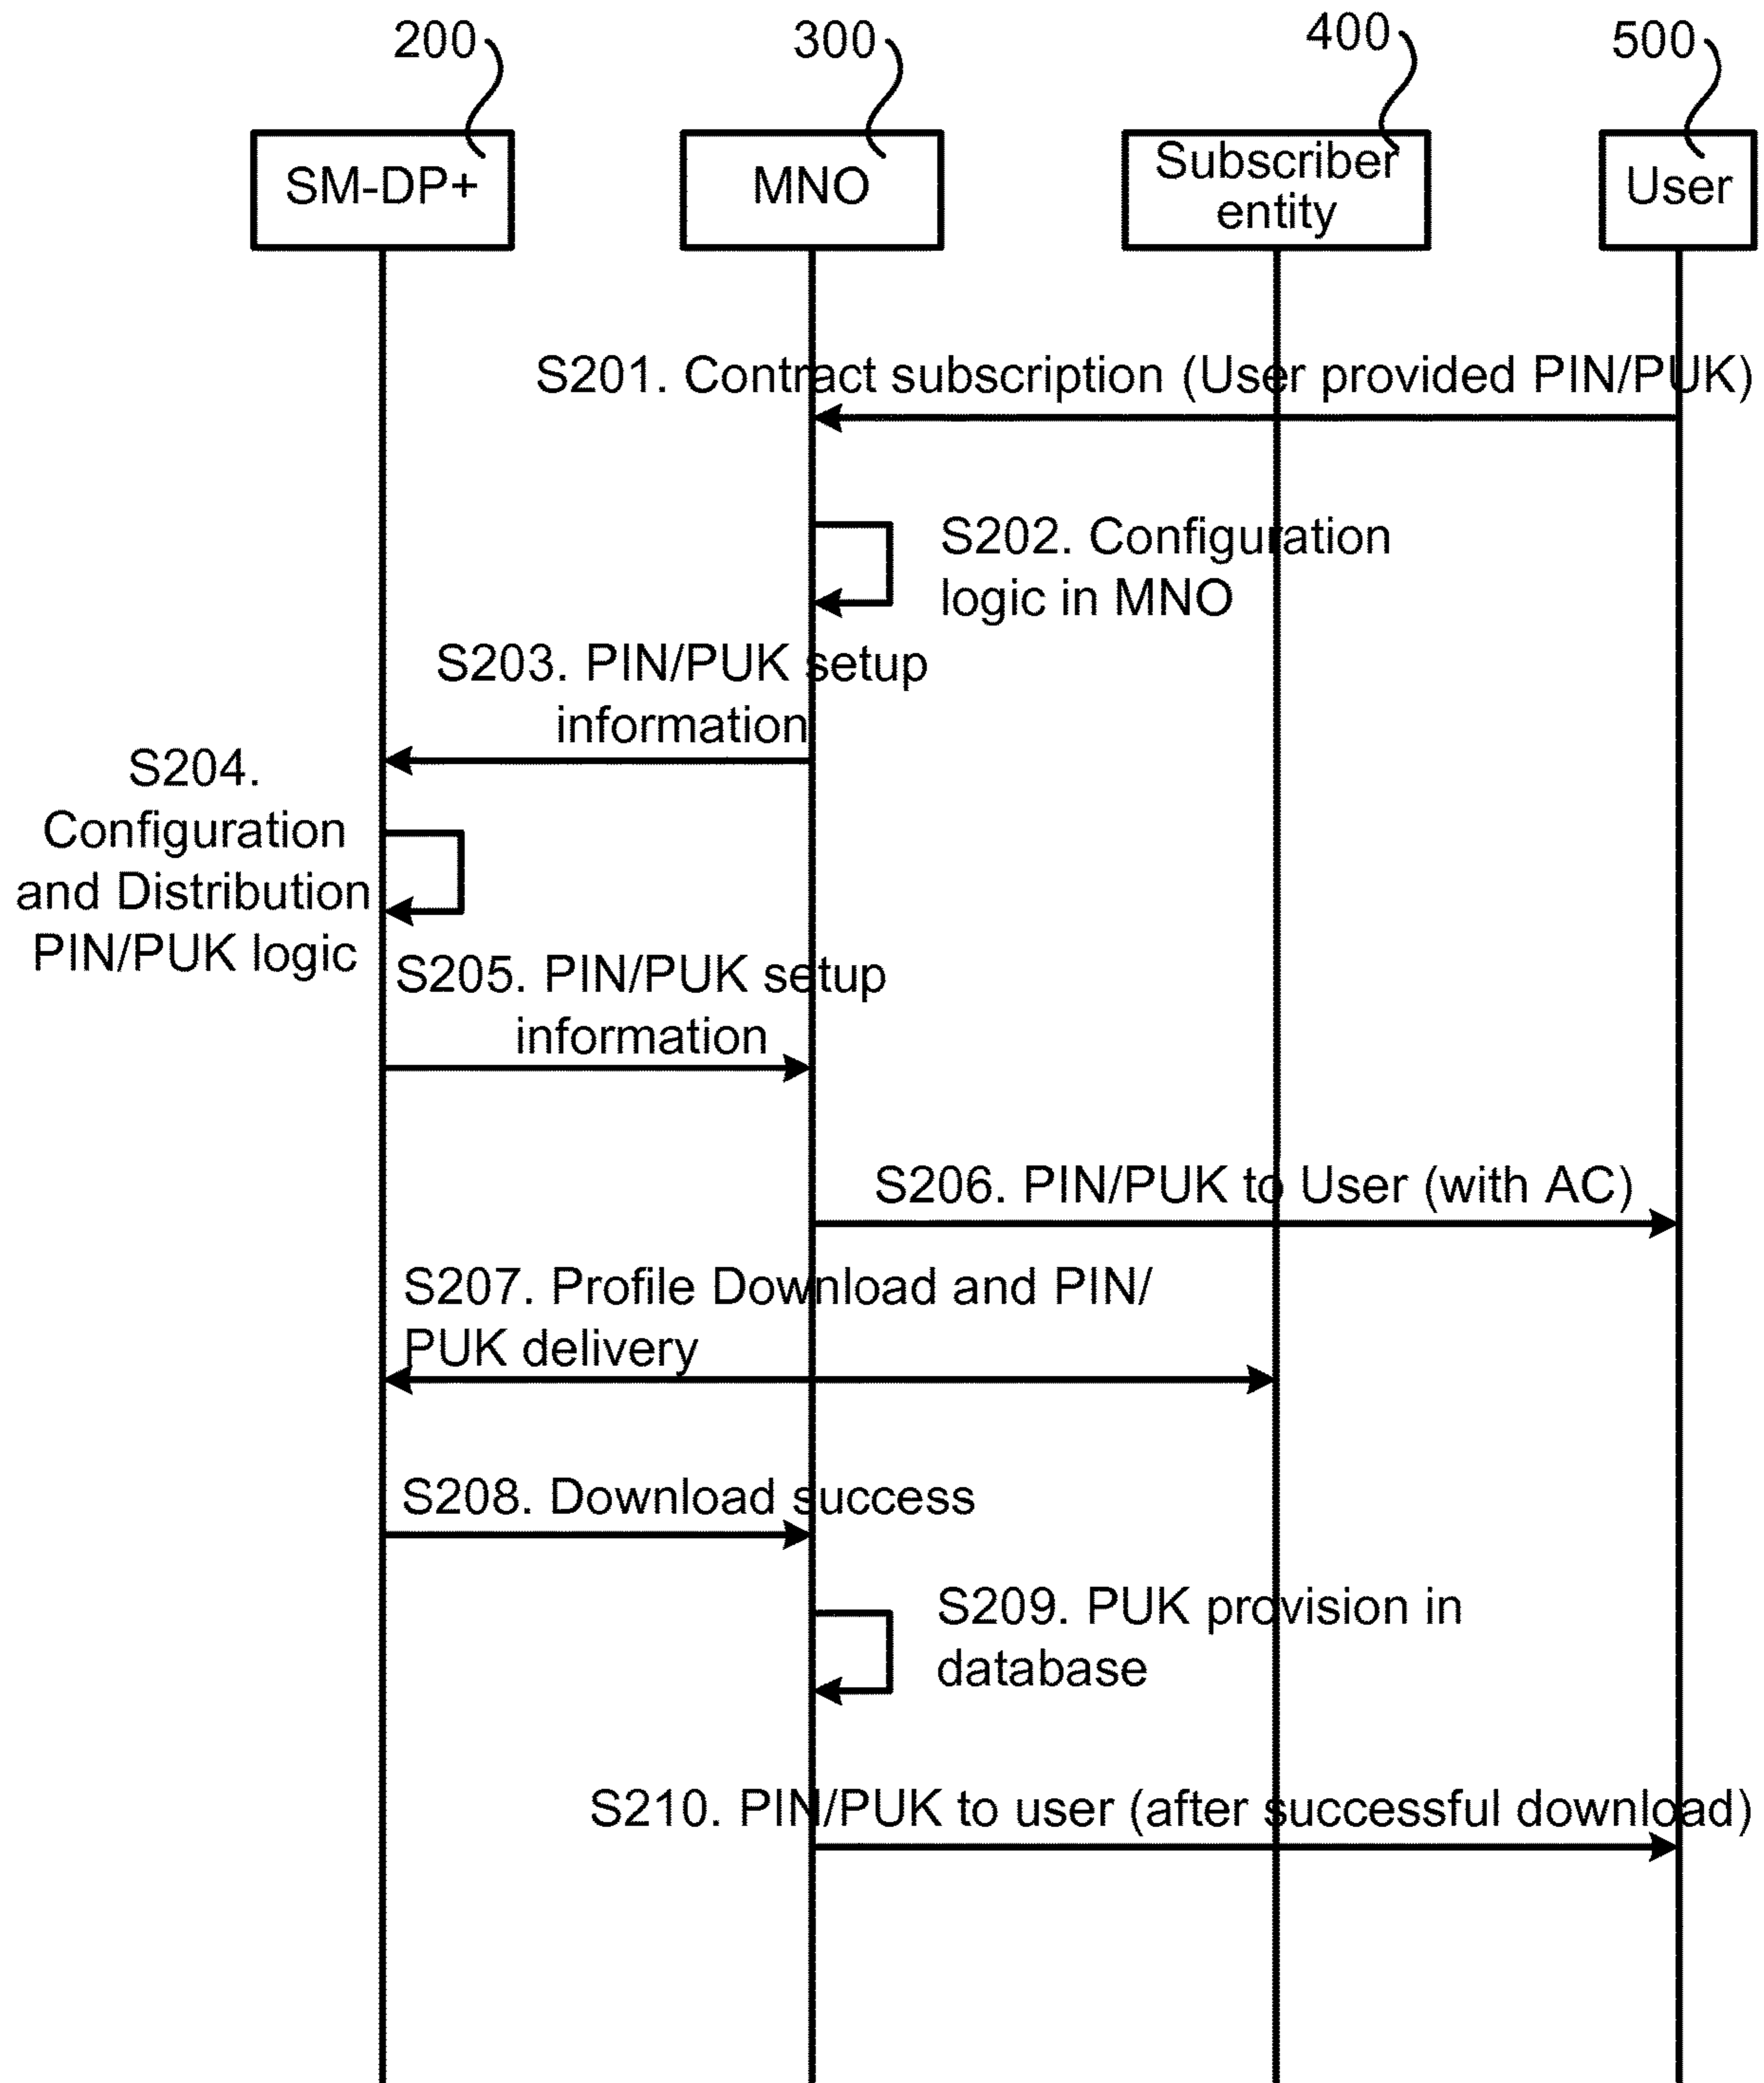 200
300
400
500
SM-DP+
MNO
Subscriber
entity
User
S201. Contract subscription (User provided PIN/PUK)
S202. Configuration
logic in MNO
S203. PIN/PUK setup
information
S204.
Configuration
and Distribution
PIN/PUK logic
S205. PIN/PUK setup
information
S206. PIN/PUK to User (with AC)
S207. Profile Download and PIN/
PUK delivery
S208. Download success
S209. PUK provision in
database
S210. PIN/PUK to user (after successful download)